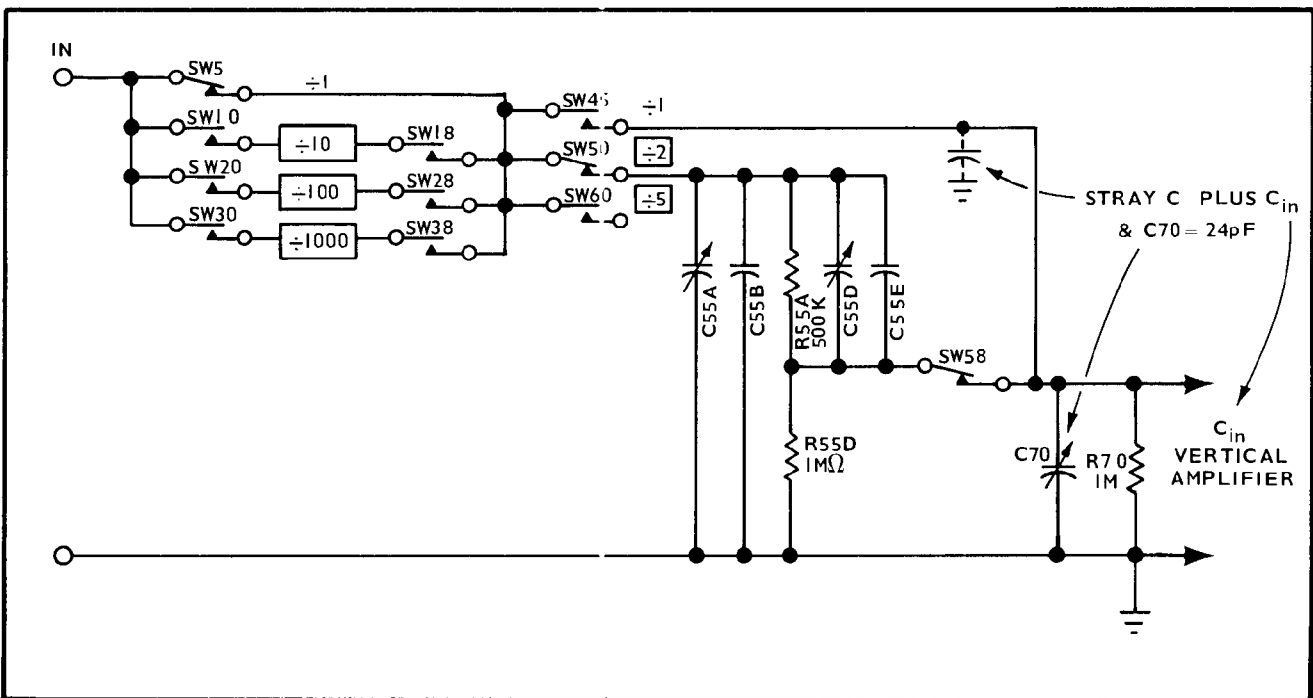 IN
SW5
÷1
SW10
÷10
SW18
SW20
÷100
SW28
SW30
÷1000
SW38
SW45
÷1
SW50
÷2
SW60
÷5
STRAY C PLUS Cin
& C70 = 24pF
C55A
C55B
R55A
500K
C55D
C55E
SW58
R55D
1MΩ
C70
R70
1M
Cin
VERTICAL
AMPLIFIER